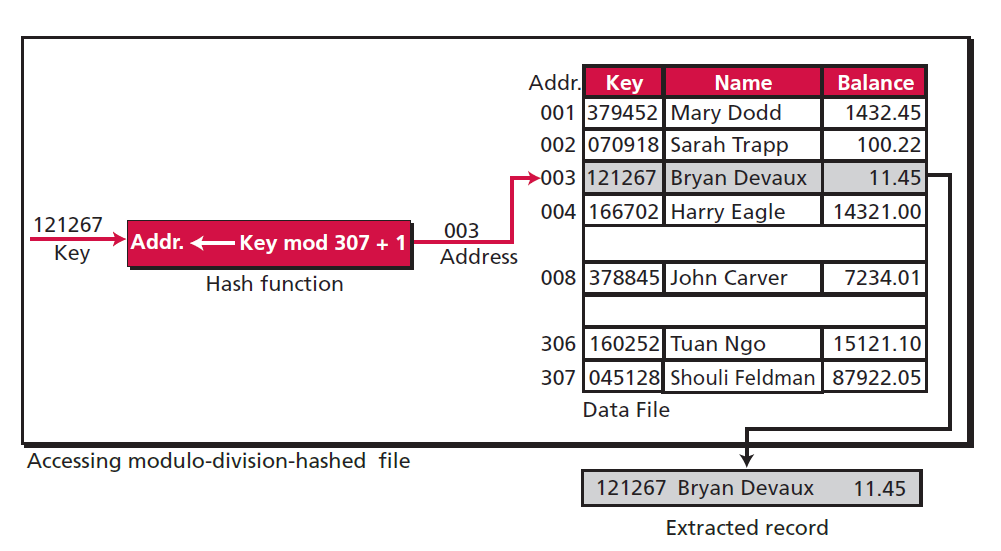 Addr. Key Name Balance
001 379452 Mary Dodd 1432.45
002 070918 Sarah Trapp 100.22
003 121267 Bryan Devaux 11.45
004 166702 Harry Eagle 14321.00
008 378845 John Carver 7234.01
306 160252 Tuan Ngo 15121.10
307 045128 Shouli Feldman 87922.05
Data File
121267
Key
Addr. ← Key mod 307 + 1
Hash function
003
Address
Accessing modulo-division-hashed file
121267 Bryan Devaux 11.45
Extracted record